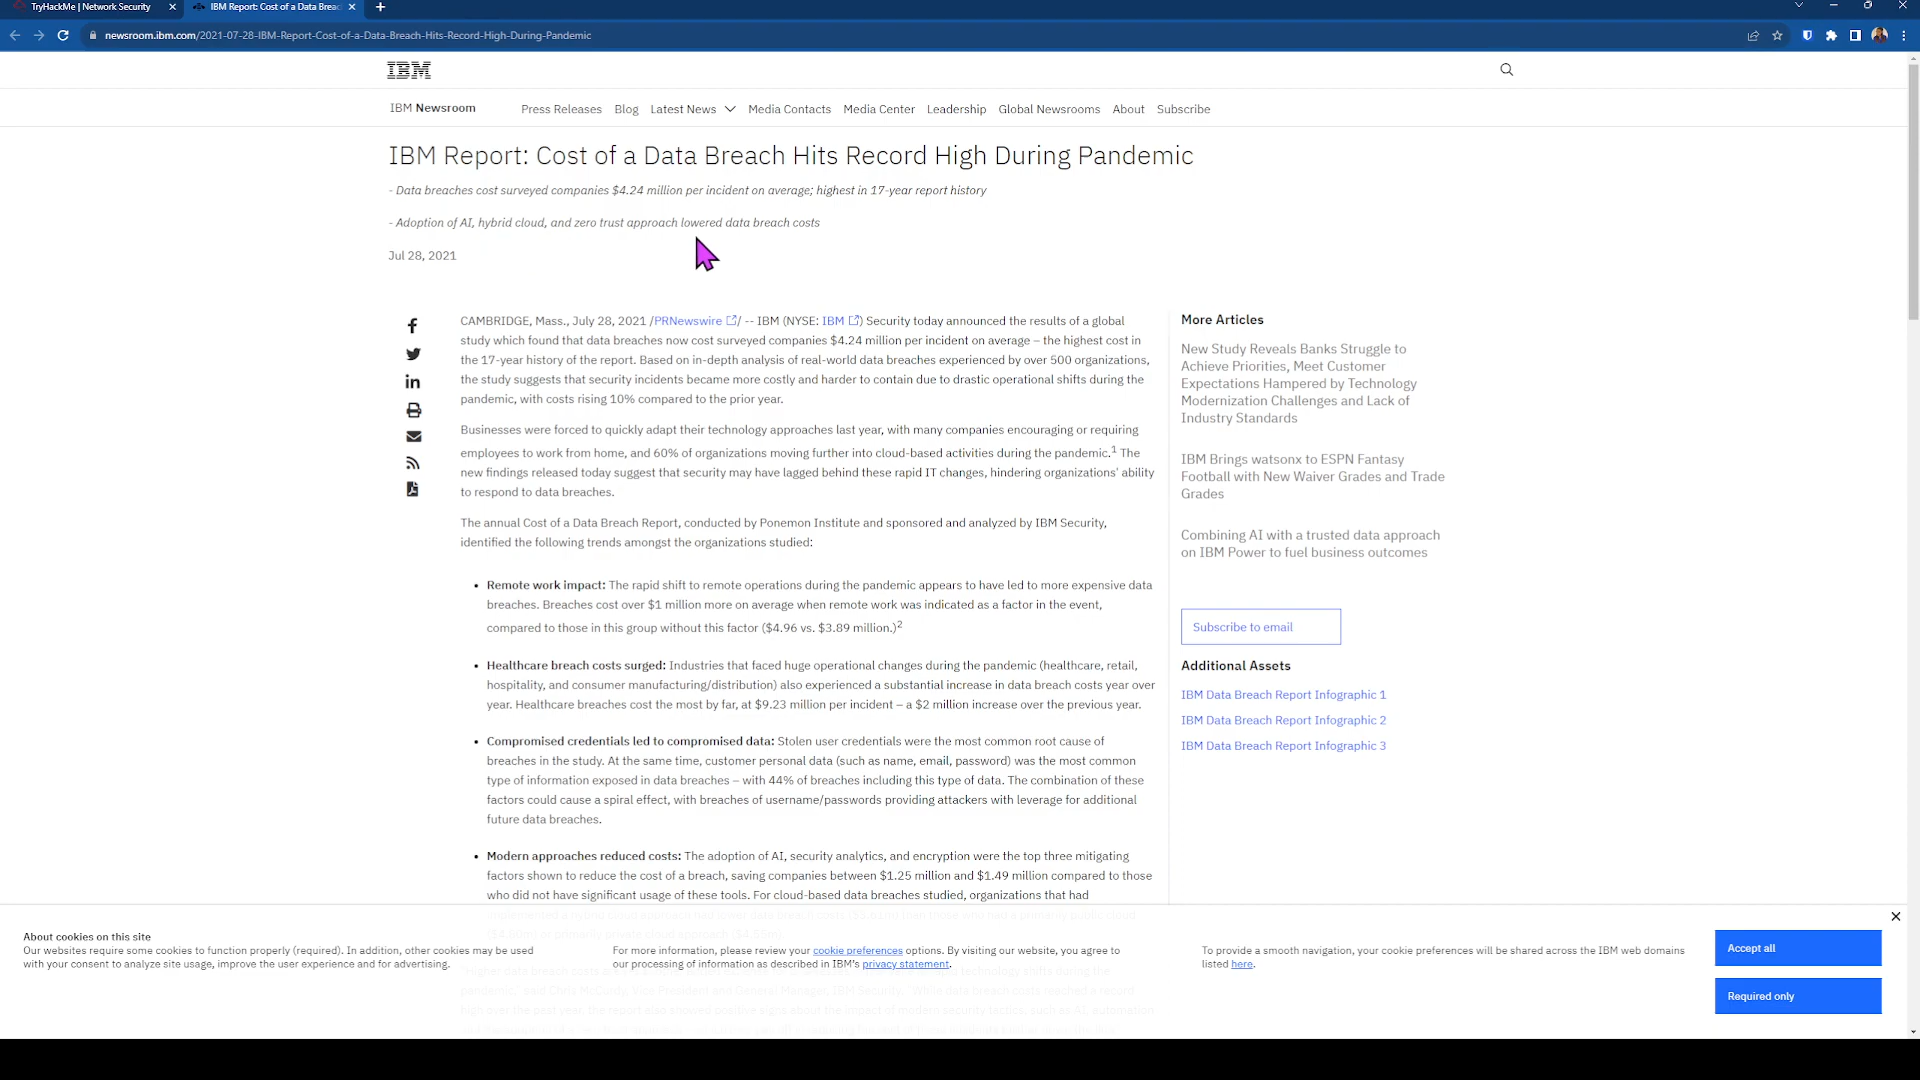 TryHackMe | Network Security
IBM Report: Cost of a Data Breac
newsroom.ibm.com/2021-07-28-IBM-Report-Cost-of-a-Data-Breach-Hits-Record-High-During-Pandemic
IBM
IBM Newsroom
Press Releases Blog Latest News Media Contacts Media Center Leadership Global Newsrooms About Subscribe
IBM Report: Cost of a Data Breach Hits Record High During Pandemic
- Data breaches cost surveyed companies $4.24 million per incident on average; highest in 17-year report history
- Adoption of AI, hybrid cloud, and zero trust approach lowered data breach costs
Jul 28, 2021
CAMBRIDGE, Mass., July 28, 2021 /PRNewswire/ -- IBM (NYSE: IBM) Security today announced the results of a global
study which found that data breaches now cost surveyed companies $4.24 million per incident on average – the highest cost in
the 17-year history of the report. Based on in-depth analysis of real-world data breaches experienced by over 500 organizations,
the study suggests that security incidents became more costly and harder to contain due to drastic operational shifts during the
pandemic, with costs rising 10% compared to the prior year.
Businesses were forced to quickly adapt their technology approaches last year, with many companies encouraging or requiring
employees to work from home, and 60% of organizations moving further into cloud-based activities during the pandemic.1 The
new findings released today suggest that security may have lagged behind these rapid IT changes, hindering organizations' ability
to respond to data breaches.
The annual Cost of a Data Breach Report, conducted by Ponemon Institute and sponsored and analyzed by IBM Security,
identified the following trends amongst the organizations studied:
• Remote work impact: The rapid shift to remote operations during the pandemic appears to have led to more expensive data
breaches. Breaches cost over $1 million more on average when remote work was indicated as a factor in the event,
compared to those in this group without this factor ($4.96 vs. $3.89 million.)2
• Healthcare breach costs surged: Industries that faced huge operational changes during the pandemic (healthcare, retail,
hospitality, and consumer manufacturing/distribution) also experienced a substantial increase in data breach costs year over
year. Healthcare breaches cost the most by far, at $9.23 million per incident – a $2 million increase over the previous year.
• Compromised credentials led to compromised data: Stolen user credentials were the most common root cause of
breaches in the study. At the same time, customer personal data (such as name, email, password) was the most common
type of information exposed in data breaches – with 44% of breaches including this type of data. The combination of these
factors could cause a spiral effect, with breaches of username/passwords providing attackers with leverage for additional
future data breaches.
• Modern approaches reduced costs: The adoption of AI, security analytics, and encryption were the top three mitigating
factors shown to reduce the cost of a breach, saving companies between $1.25 million and $1.49 million compared to those
who did not have significant usage of these tools. For cloud-based data breaches studied, organizations that had
More Articles
New Study Reveals Banks Struggle to
Achieve Priorities, Meet Customer
Expectations Hampered by Technology
Modernization Challenges and Lack of
Industry Standards
IBM Brings watsonx to ESPN Fantasy
Football with New Waiver Grades and Trade
Grades
Combining AI with a trusted data approach
on IBM Power to fuel business outcomes
Subscribe to email
Additional Assets
IBM Data Breach Report Infographic 1
IBM Data Breach Report Infographic 2
IBM Data Breach Report Infographic 3
About cookies on this site
Our websites require some cookies to function properly (required). In addition, other cookies may be used
with your consent to analyze site usage, improve the user experience and for advertising.
For more information, please review your cookie preferences options. By visiting our website, you agree to
our processing of information as described in IBM's privacy statement.
To provide a smooth navigation, your cookie preferences will be shared across the IBM web domains
listed here.
Accept all
Required only